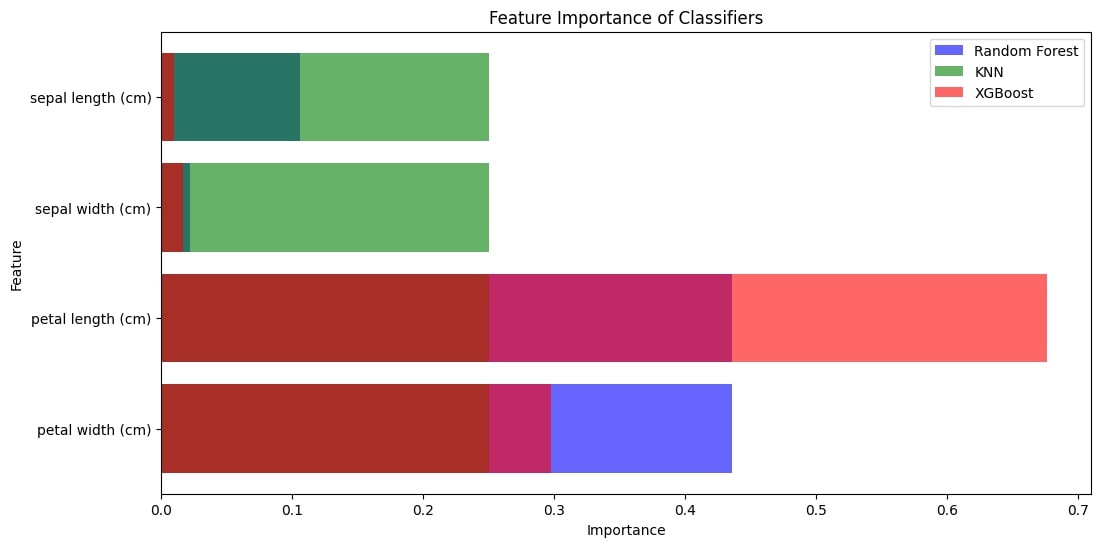 Feature Importance of Classifiers
Random Forest
KNN
XGBoost
sepal length (cm)
sepal width (cm)
petal length (cm)
petal width (cm)
Feature
0.0 0.1 0.2 0.3 0.4 0.5 0.6 0.7
Importance